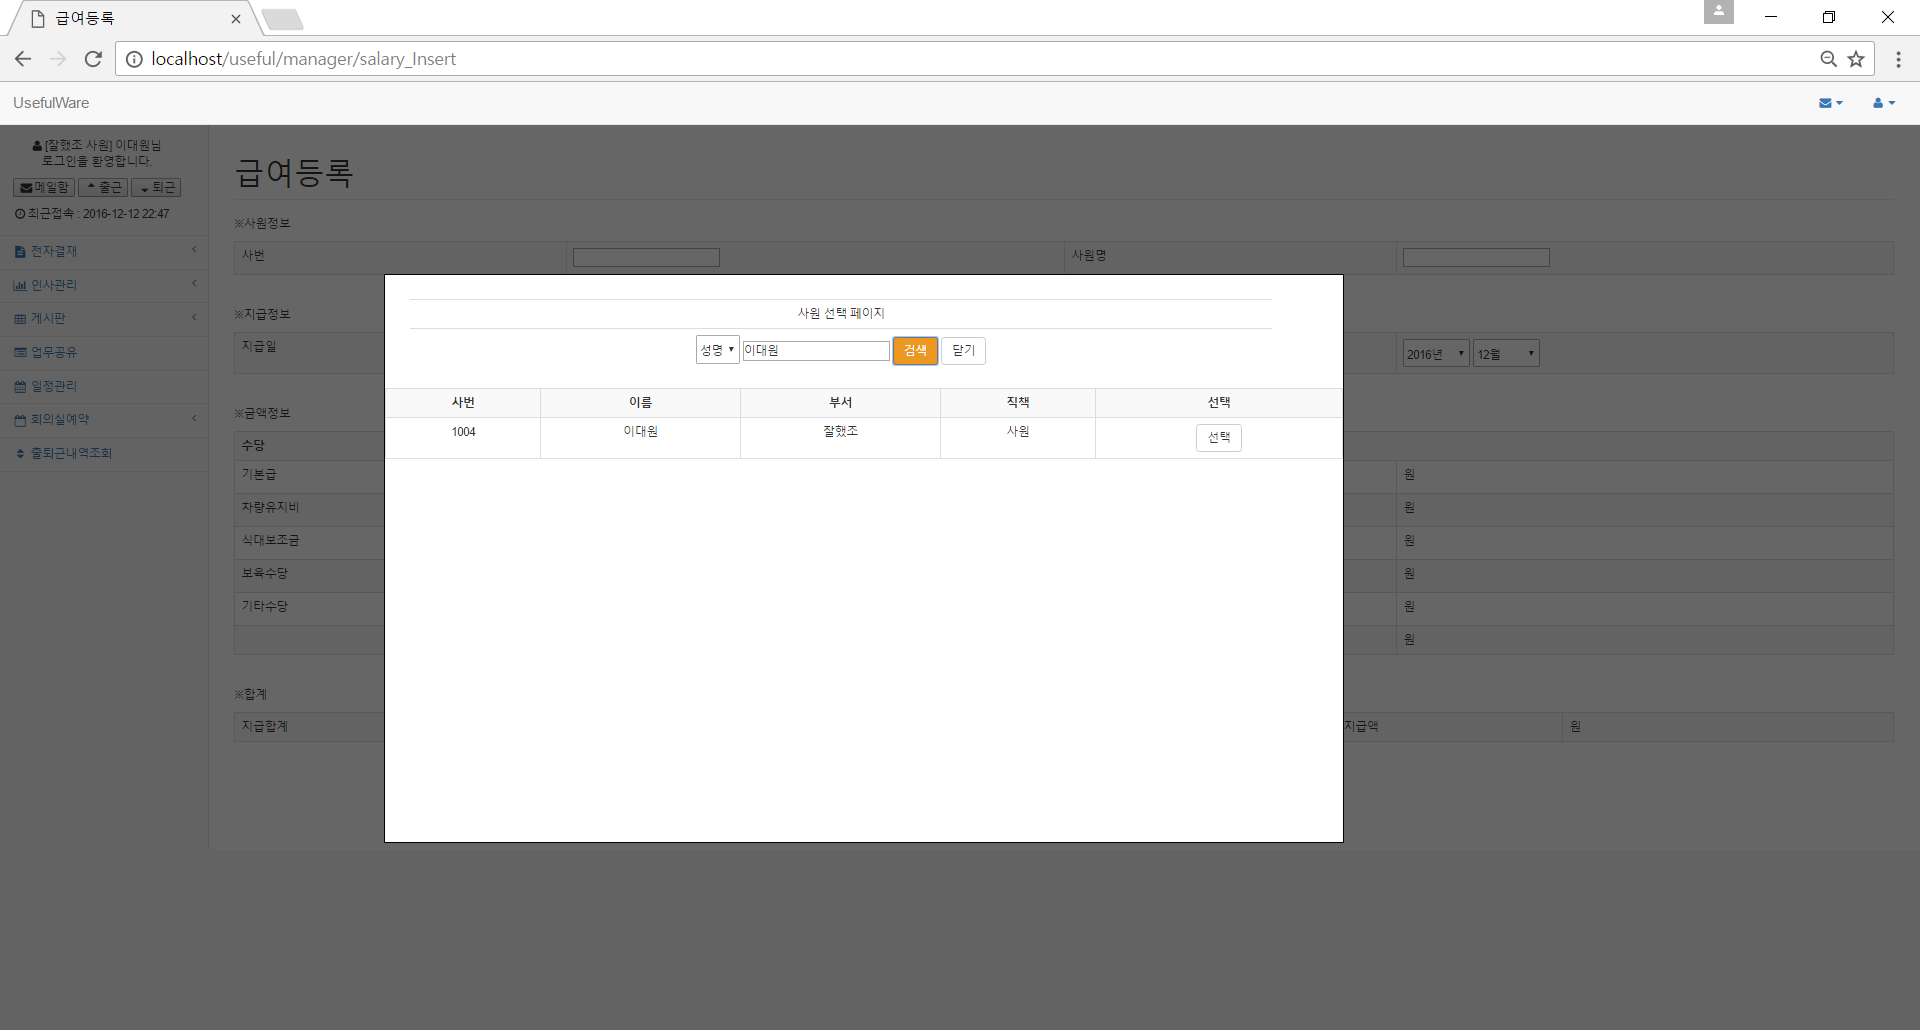 급여등록
localhost/useful/manager/salary_Insert
UsefulWare
[잘했조 사원] 이대원님
로그인을 환영합니다.
메일함 출근 퇴근
최근접속 : 2016-12-12 22:47
전자결재
인사관리
게시판
업무공유
일정관리
회의실예약
출퇴근내역조회
급여등록
※사원정보
사번 사원명
※지급정보
지급일 2016년 12월
※금액정보
수당
기본급 원
차량유지비 원
식대보조금 원
보육수당 원
기타수당 원
원
※합계
지급합계 지급액 원
사원 선택 페이지
성명 이대원 검색 닫기
사번 이름 부서 직책 선택
1004 이대원 잘했조 사원 선택